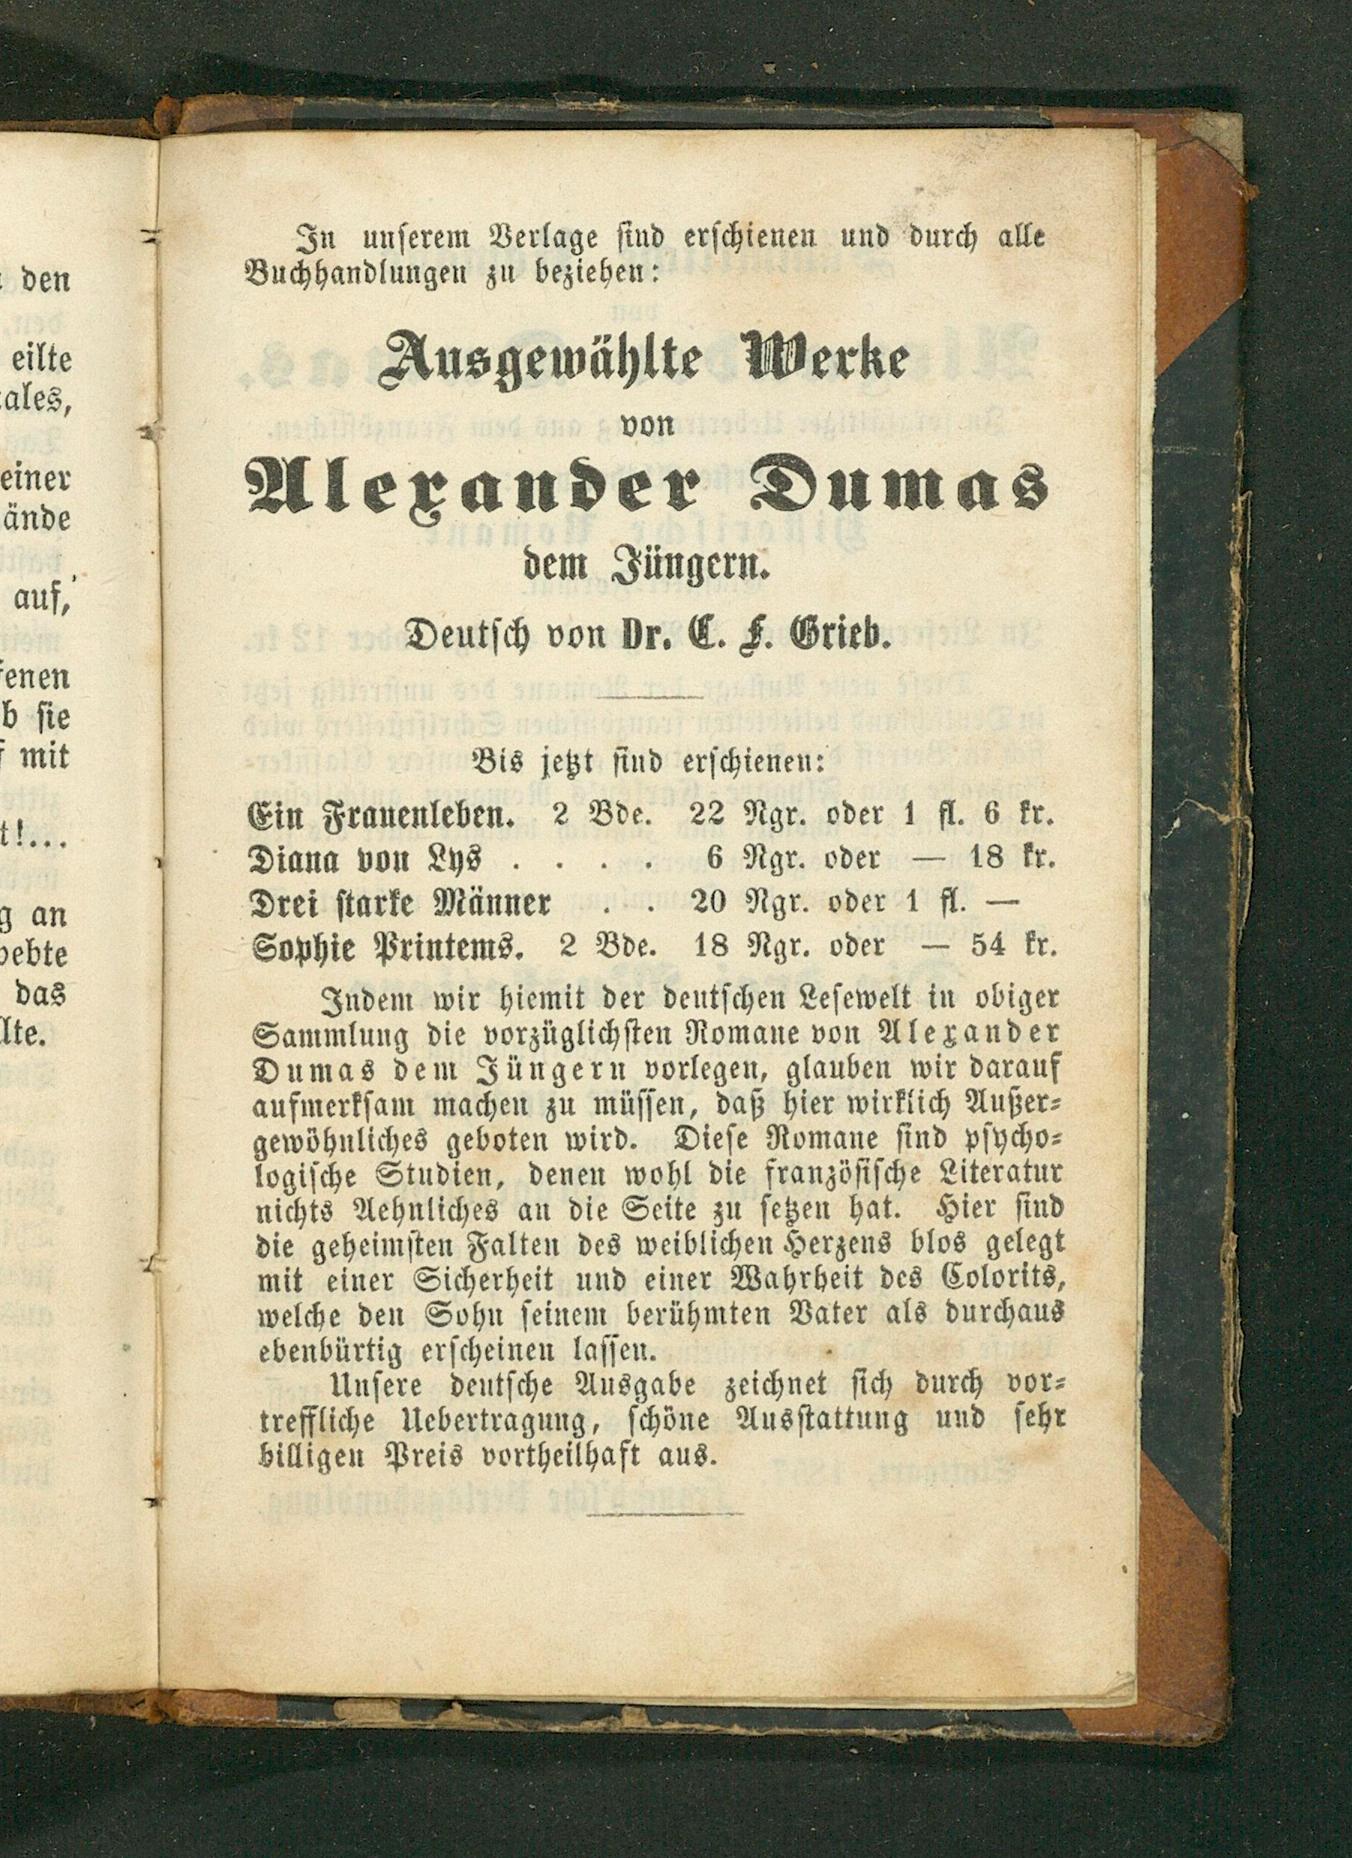 den
eilte
ales,
einer
ände
auf,
enen
b sie
mit
t!...
g an
bebte
das
lte.
In unserem Verlage sind erschienen und durch alle
Buchhandlungen zu beziehen:
Ausgewählte Werke
von
Alexander Dumas
dem Jüngern.
Deutsch von Dr. C. F. Grieb.
Bis jetzt sind erschienen:
Ein Frauenleben. 2 Bde. 22 Ngr. oder 1 fl. 6 kr.
Diana von Lys . . . . 6 Ngr. oder — 18 kr.
Drei starke Männer . . 20 Ngr. oder 1 fl. —
Sophie Printems. 2 Bde. 18 Ngr. oder — 54 kr.
Indem wir hiemit der deutschen Lesewelt in obiger
Sammlung die vorzüglichsten Romane von Alexander
Dumas dem Jüngern vorlegen, glauben wir darauf
aufmerksam machen zu müssen, daß hier wirklich Außer-
gewöhnliches geboten wird. Diese Romane sind psycho-
logische Studien, denen wohl die französische Literatur
nichts Aehnliches an die Seite zu setzen hat. Hier sind
die geheimsten Falten des weiblichen Herzens blos gelegt
mit einer Sicherheit und einer Wahrheit des Colorits,
welche den Sohn seinem berühmten Vater als durchaus
ebenbürtig erscheinen lassen.
Unsere deutsche Ausgabe zeichnet sich durch vor-
treffliche Uebertragung, schöne Ausstattung und sehr
billigen Preis vortheilhaft aus.